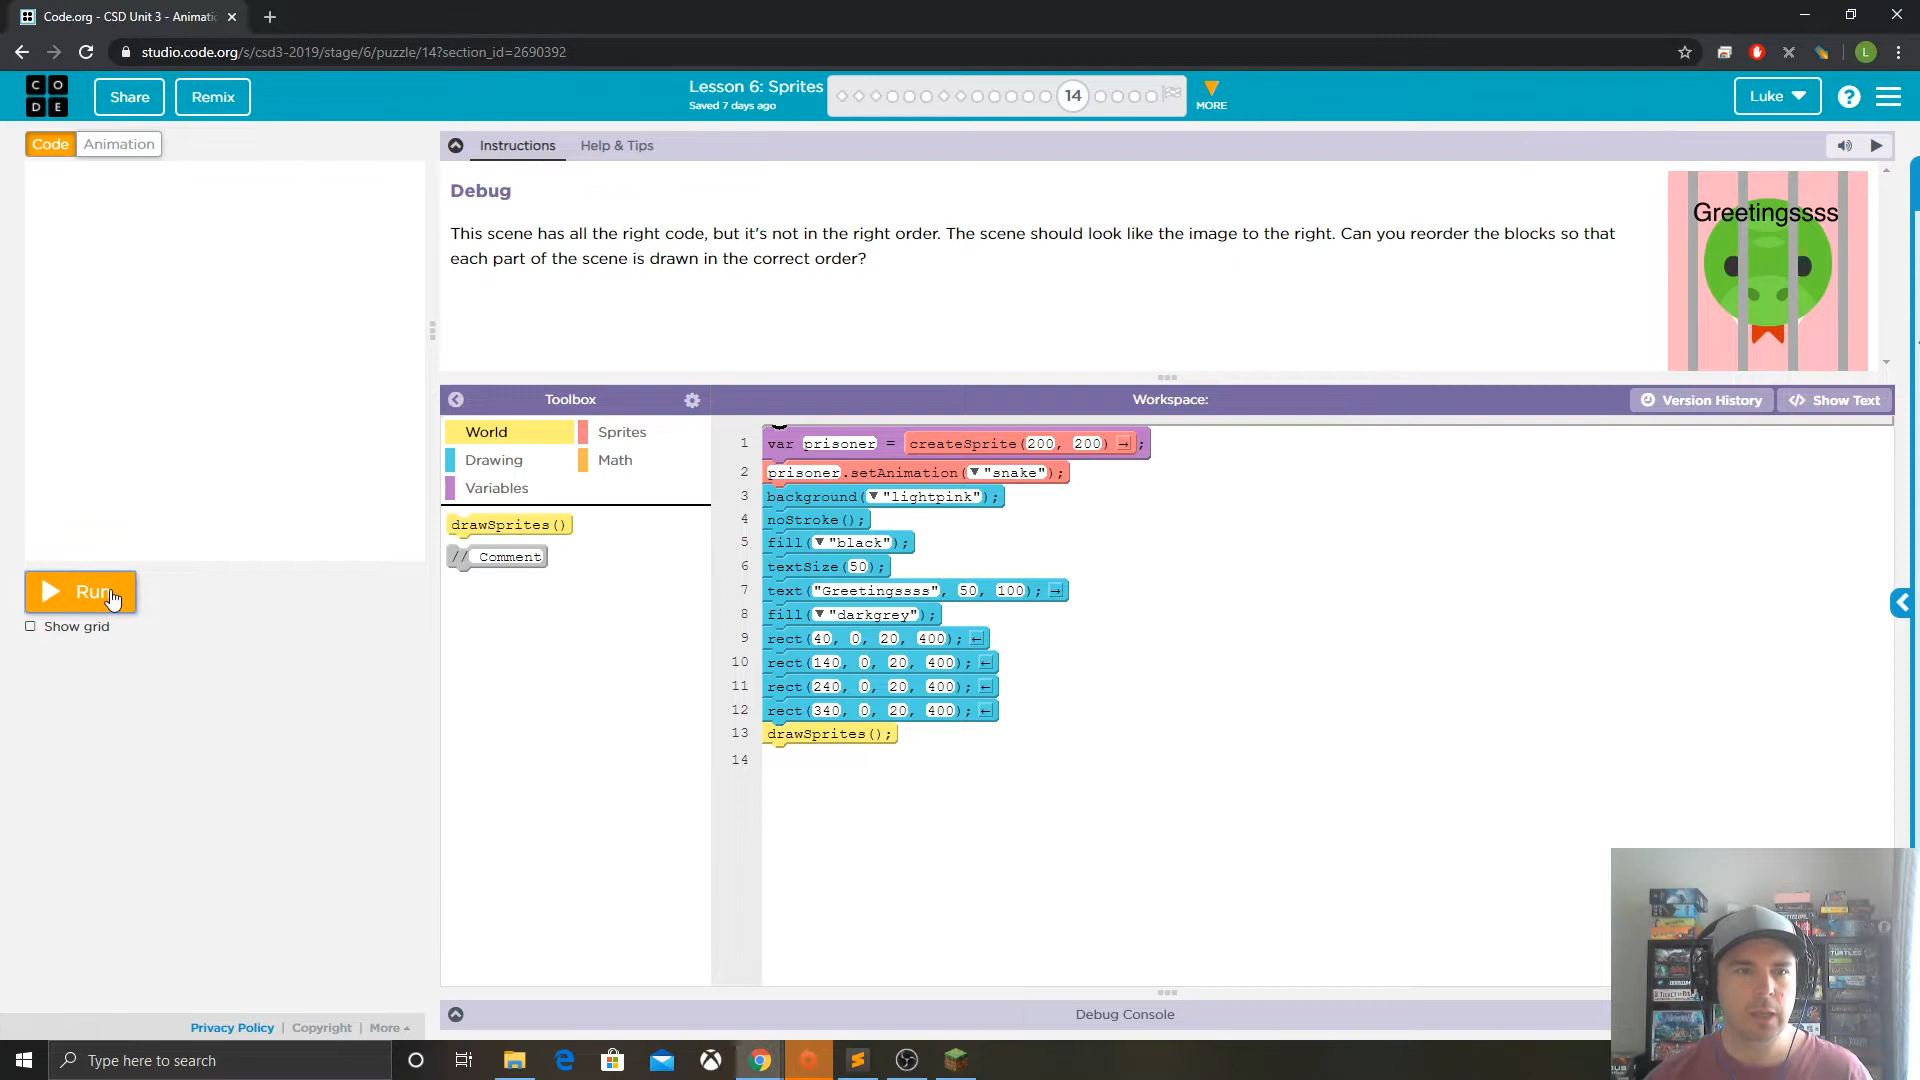 Code.org - CSD Unit 3 - Animatic
studio.code.org/s/csd3-2019/stage/6/puzzle/14?section_id=2690392
L
C O
D E
Share
Remix
Lesson 6: Sprites
Saved 7 days ago
14
MORE
Luke
?
Code
Animation
Instructions
Help & Tips
Debug
This scene has all the right code, but it's not in the right order. The scene should look like the image to the right. Can you reorder the blocks so that
each part of the scene is drawn in the correct order?
Greetingssss
Toolbox
Workspace:
Version History
Show Text
World
Sprites
Drawing
Math
Variables
drawSprites()
// Comment
1 var prisoner = createSprite(200, 200);
2 prisoner.setAnimation("snake");
3 background("lightpink");
4 noStroke();
5 fill("black");
6 textSize(50);
7 text("Greetingssss", 50, 100);
8 fill("darkgrey");
9 rect(40, 0, 20, 400);
10 rect(140, 0, 20, 400);
11 rect(240, 0, 20, 400);
12 rect(340, 0, 20, 400);
13 drawSprites();
14
Run
Show grid
Debug Console
Privacy Policy | Copyright | More
Type here to search